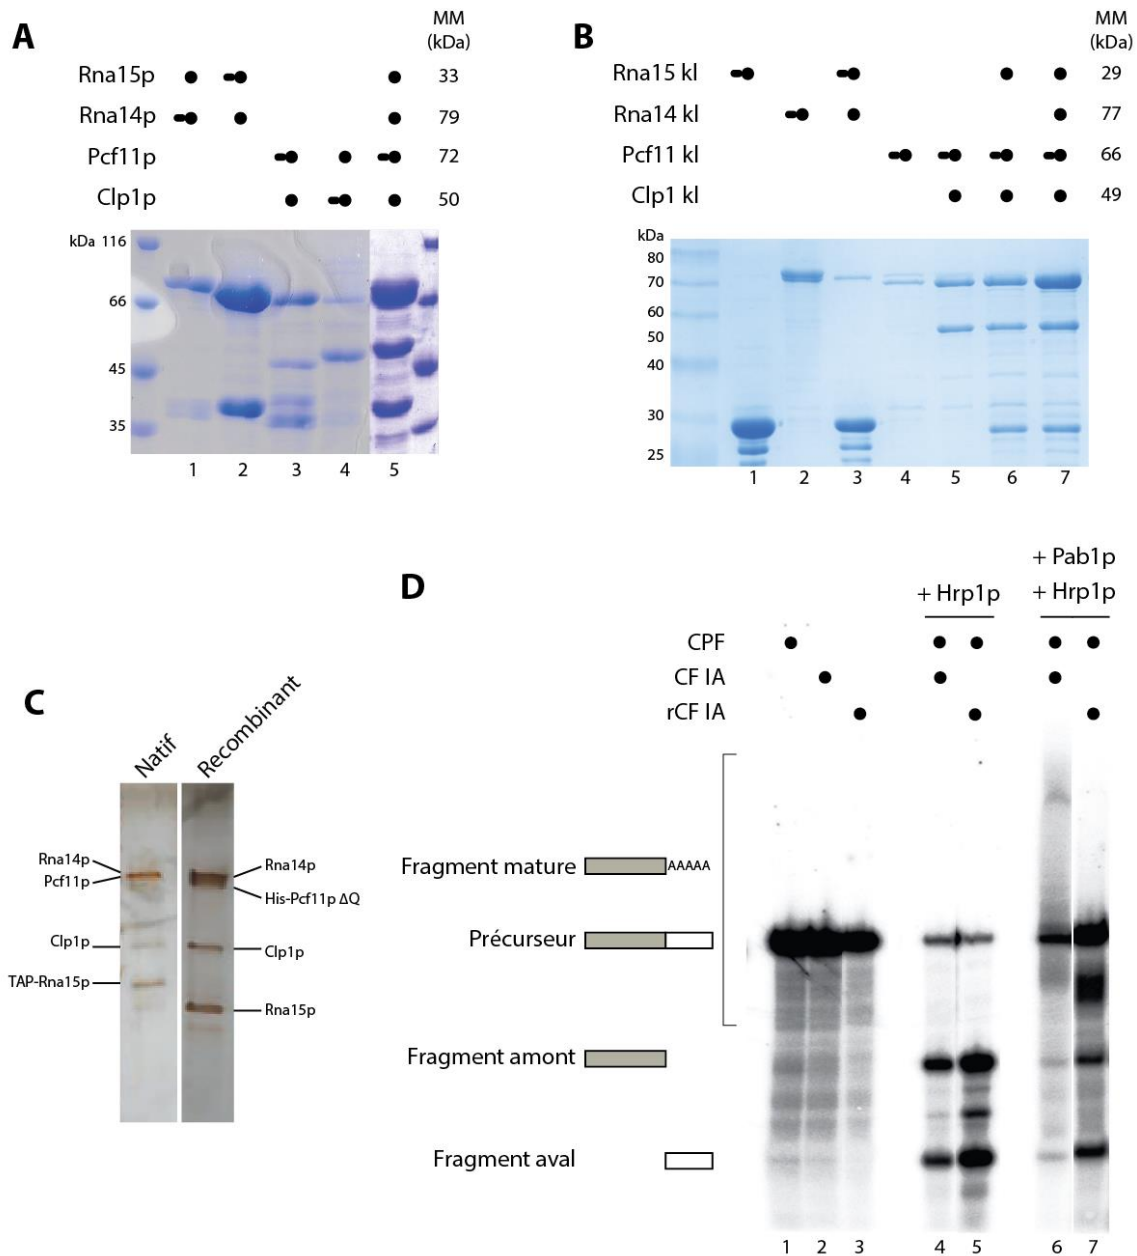 A
MM
(kDa)
Rna15p 33
Rna14p 79
Pcf11p 72
Clp1p 50
kDa 116
66
45
35
1 2 3 4 5
B
MM
(kDa)
Rna15 kl 29
Rna14 kl 77
Pcf11 kl 66
Clp1 kl 49
kDa
80
70
60
50
40
30
25
1 2 3 4 5 6 7
C
Natif
Recombinant
Rna14p
Pcf11p
Clp1p
TAP-Rna15p
Rna14p
His-Pcf11p ΔQ
Clp1p
Rna15p
D
+ Hrp1p
+ Pab1p
+ Hrp1p
CPF
CF IA
rCF IA
Fragment mature AAAAA
Précurseur
Fragment amont
Fragment aval
1 2 3 4 5 6 7